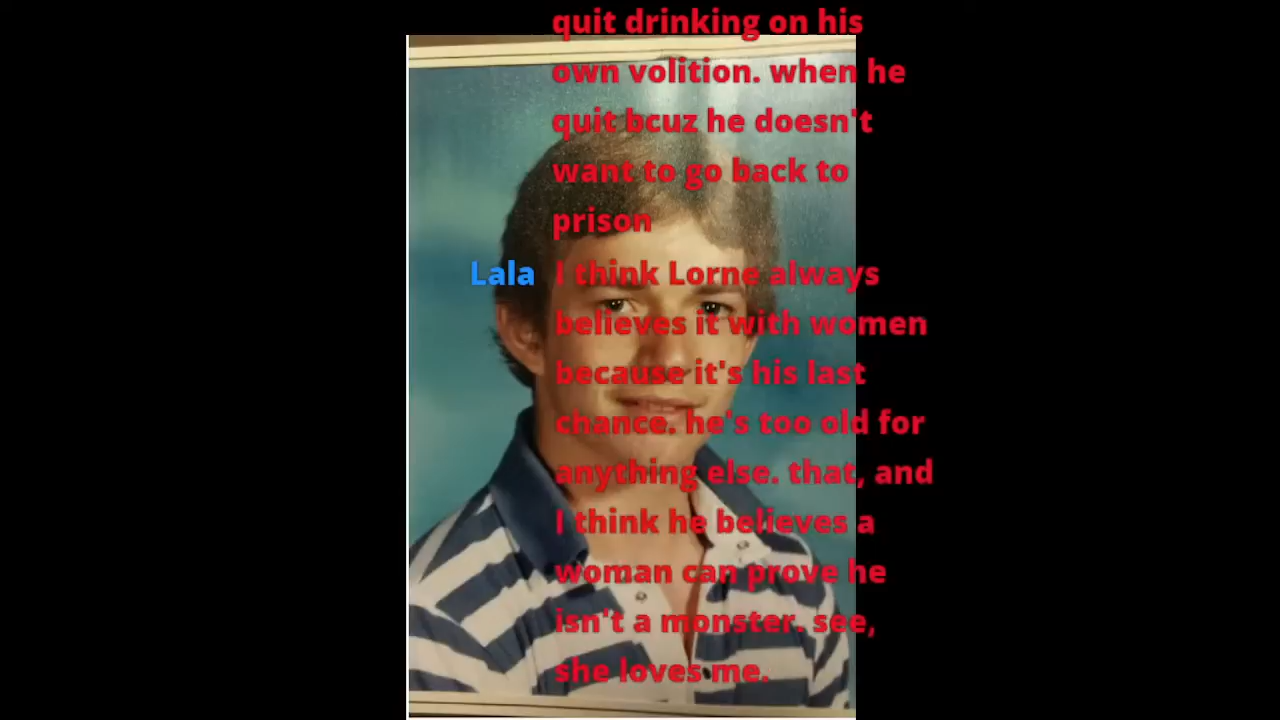 quit drinking on his
own volition. when he
quit bcuz he doesn't
want to go back to
prison
Lala I think Lorne always
believes it with women
because it's his last
chance. he's too old for
anything else. that, and
I think he believes a
woman can prove he
isn't a monster. see,
she loves me.